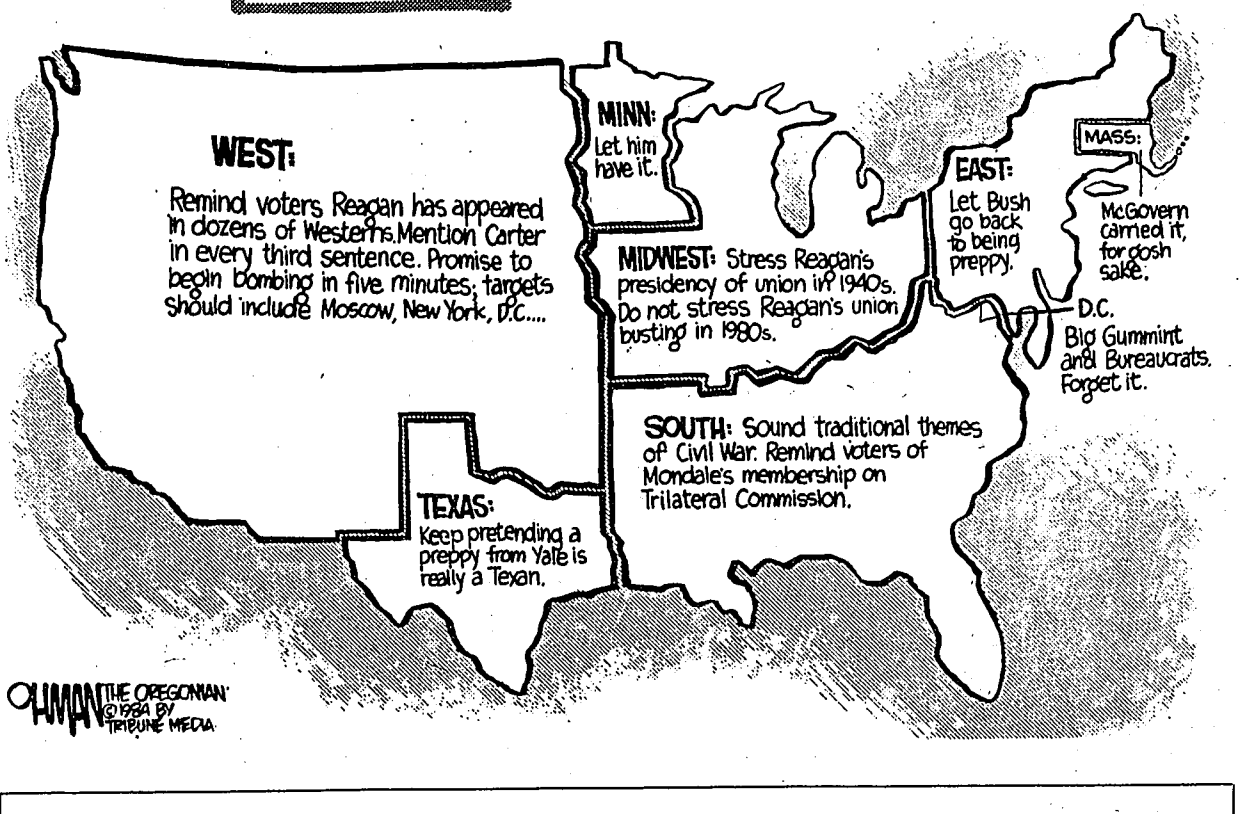 WEST:
Remind voters Reagan has appeared
in dozens of Westerns. Mention Carter
in every third sentence. Promise to
begin bombing in five minutes; targets
should include Moscow, New York, D.C....
MINN:
Let him
have it.
MIDWEST: Stress Reagan's
presidency of union in 1940s.
Do not stress Reagan's union
busting in 1980s.
EAST:
Let Bush
go back
to being
preppy.
MASS:
McGovern
carried it,
for gosh
sake.
D.C.
Big Gummint
and Bureaucrats.
Forget it.
SOUTH: Sound traditional themes
of Civil War. Remind voters of
Mondale's membership on
Trilateral Commission.
TEXAS:
Keep pretending a
preppy from Yale is
really a Texan.
OHMAN THE OREGONIAN
©1984 BY
TRIBUNE MEDIA